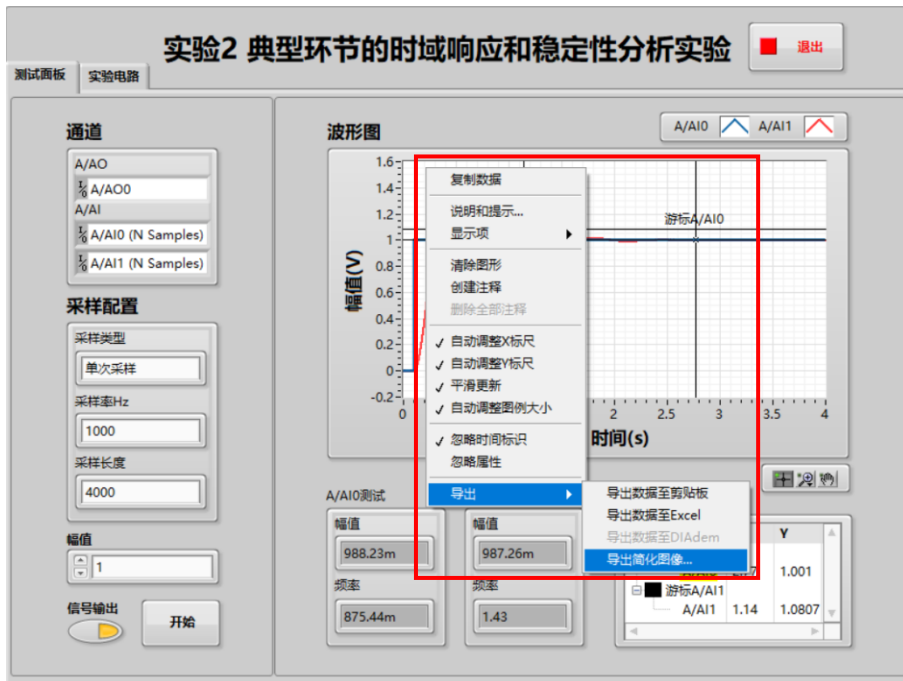 实验2 典型环节的时域响应和稳定性分析实验
退出
测试面板
实验电路
通道
A/AO
A/AO0
A/AI
A/AI0 (N Samples)
A/AI1 (N Samples)
采样配置
采样类型
单次采样
采样率Hz
1000
采样长度
4000
幅值
1
信号输出
开始
波形图
A/AI0
A/AI1
幅值(V)
1.6
1.4
1.2
1
0.8
0.6
0.4
0.2
0
-0.2
0
2
2.5
3
3.5
4
时间(s)
游标A/AI0
复制数据
说明和提示...
显示项
清除图形
创建注释
删除全部注释
自动调整X标尺
自动调整Y标尺
平滑更新
自动调整图例大小
忽略时间标识
忽略属性
导出
导出数据至剪贴板
导出数据至Excel
导出数据至DIAdem
导出简化图像...
A/AI0测试
幅值
988.23m
频率
875.44m
幅值
987.26m
频率
1.43
Y
1.001
游标A/AI1
A/AI1 1.14 1.0807